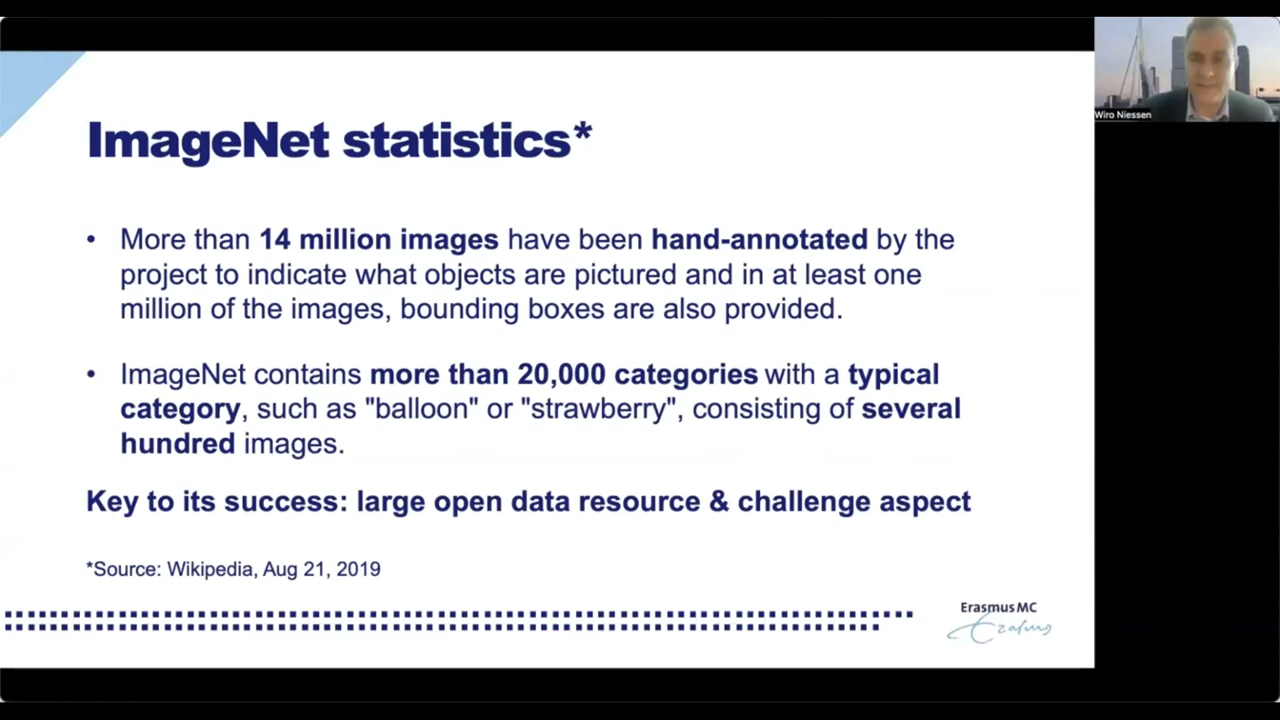 Wiro Niessen
ImageNet statistics*
• More than 14 million images have been hand-annotated by the
project to indicate what objects are pictured and in at least one
million of the images, bounding boxes are also provided.
• ImageNet contains more than 20,000 categories with a typical
category, such as "balloon" or "strawberry", consisting of several
hundred images.
Key to its success: large open data resource & challenge aspect
*Source: Wikipedia, Aug 21, 2019
Erasmus MC
Erasmus